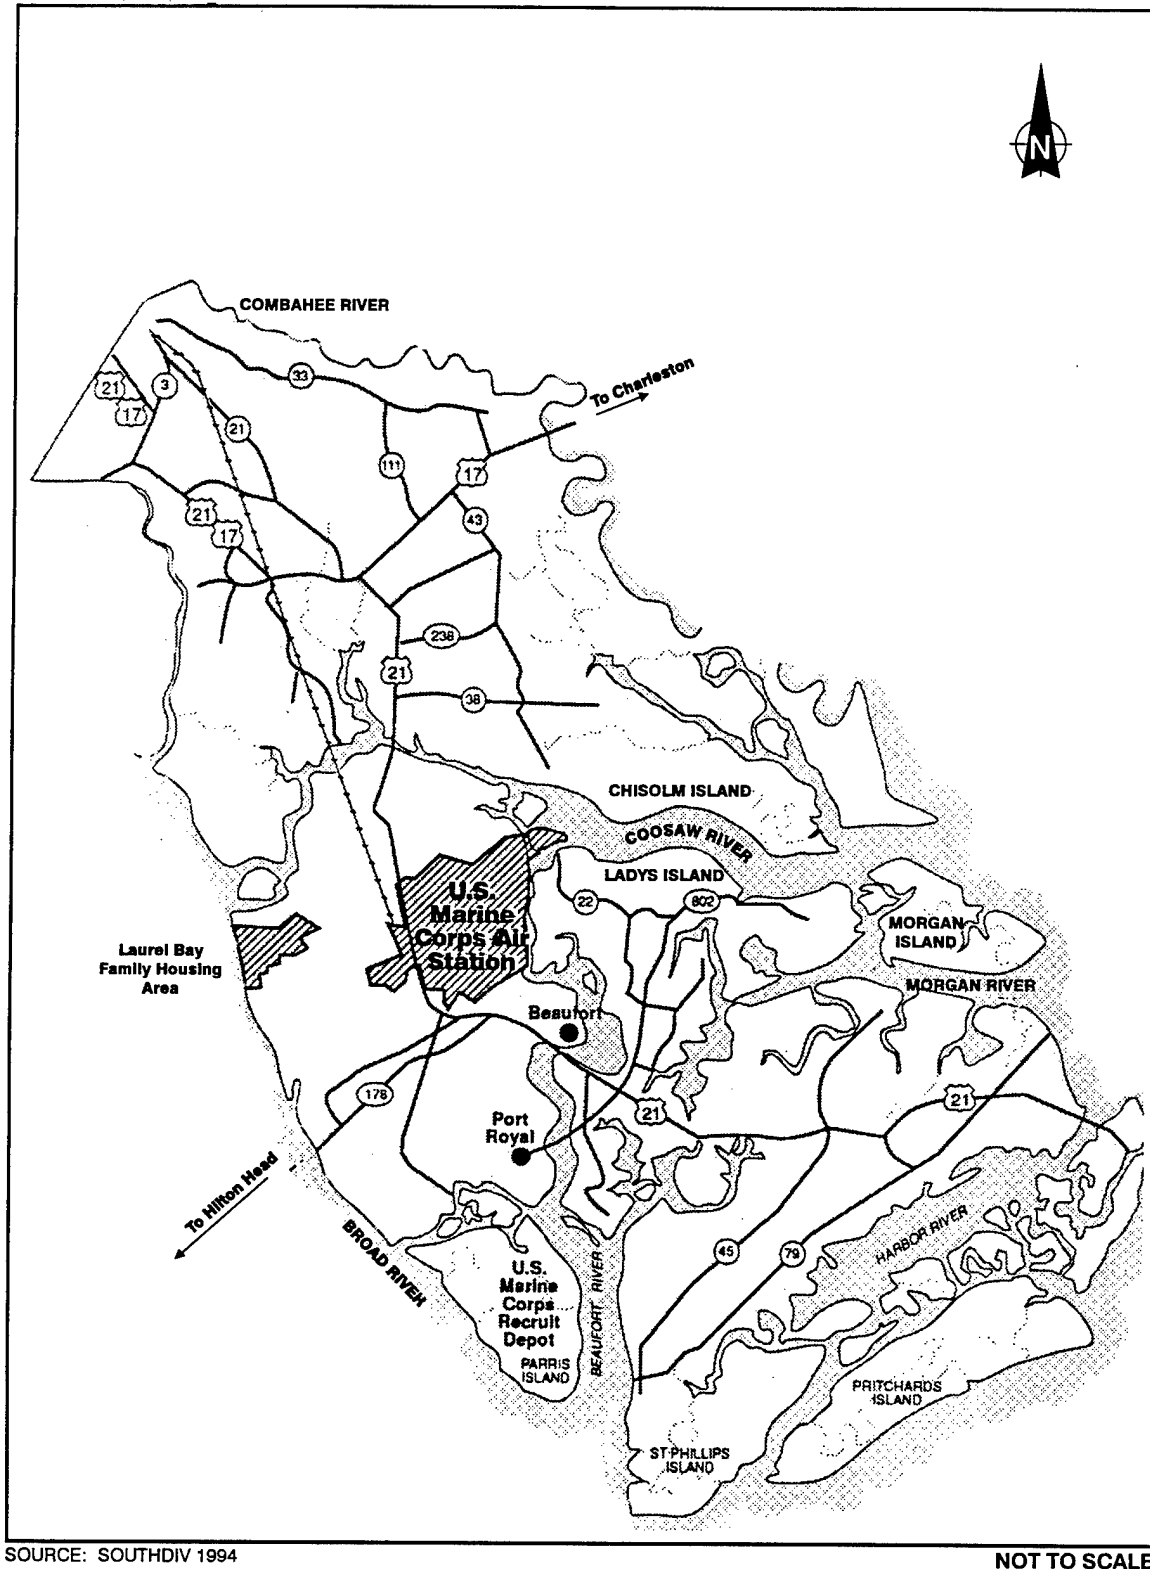 N
COMBAHEE RIVER
To Charleston
33
21
17
3
21
111
17
21
17
43
238
21
38
CHISOLM ISLAND
COOSAW RIVER
LADYS ISLAND
22
802
U.S.
Marine
Corps Air
Station
MORGAN
ISLAND
MORGAN RIVER
Laurel Bay
Family Housing
Area
Beaufort
178
21
21
Port
Royal
To Hilton Head
BROAD RIVER
U.S.
Marine
Corps
Recruit
Depot
PARRIS
ISLAND
BEAUFORT RIVER
45
79
HARBOR RIVER
PRITCHARDS
ISLAND
ST PHILLIPS
ISLAND
SOURCE: SOUTHDIV 1994
NOT TO SCALE